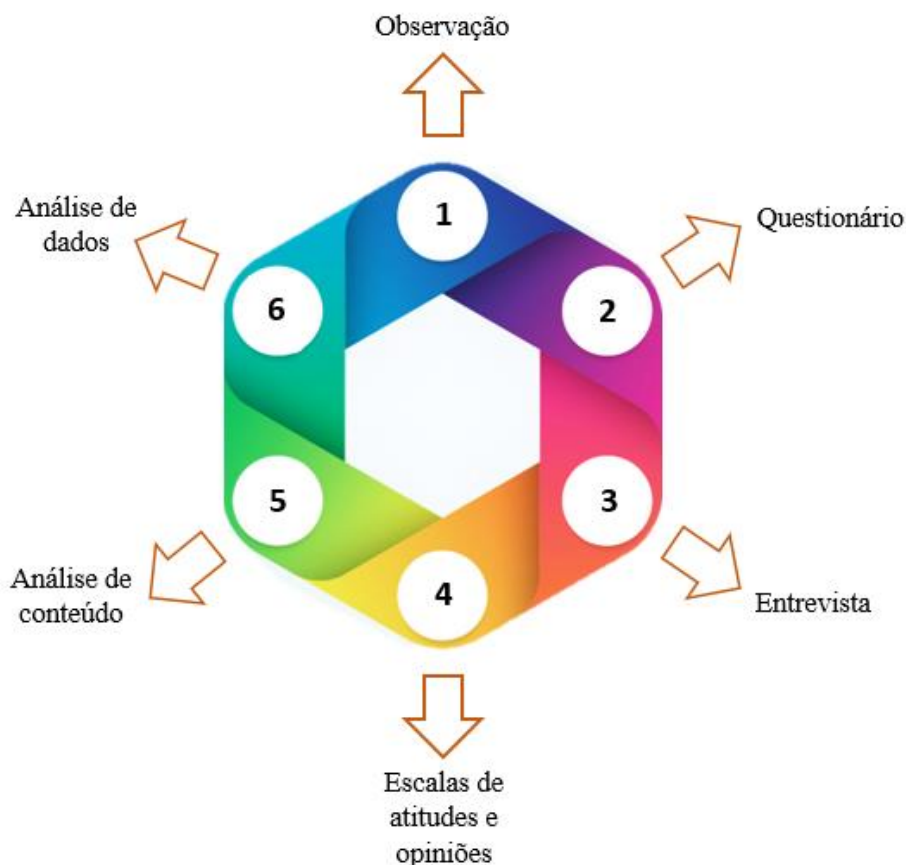 Observação
1
2
Questionário
3
Entrevista
4
Escalas de
atitudes e
opiniões
5
Análise de
conteúdo
6
Análise de
dados